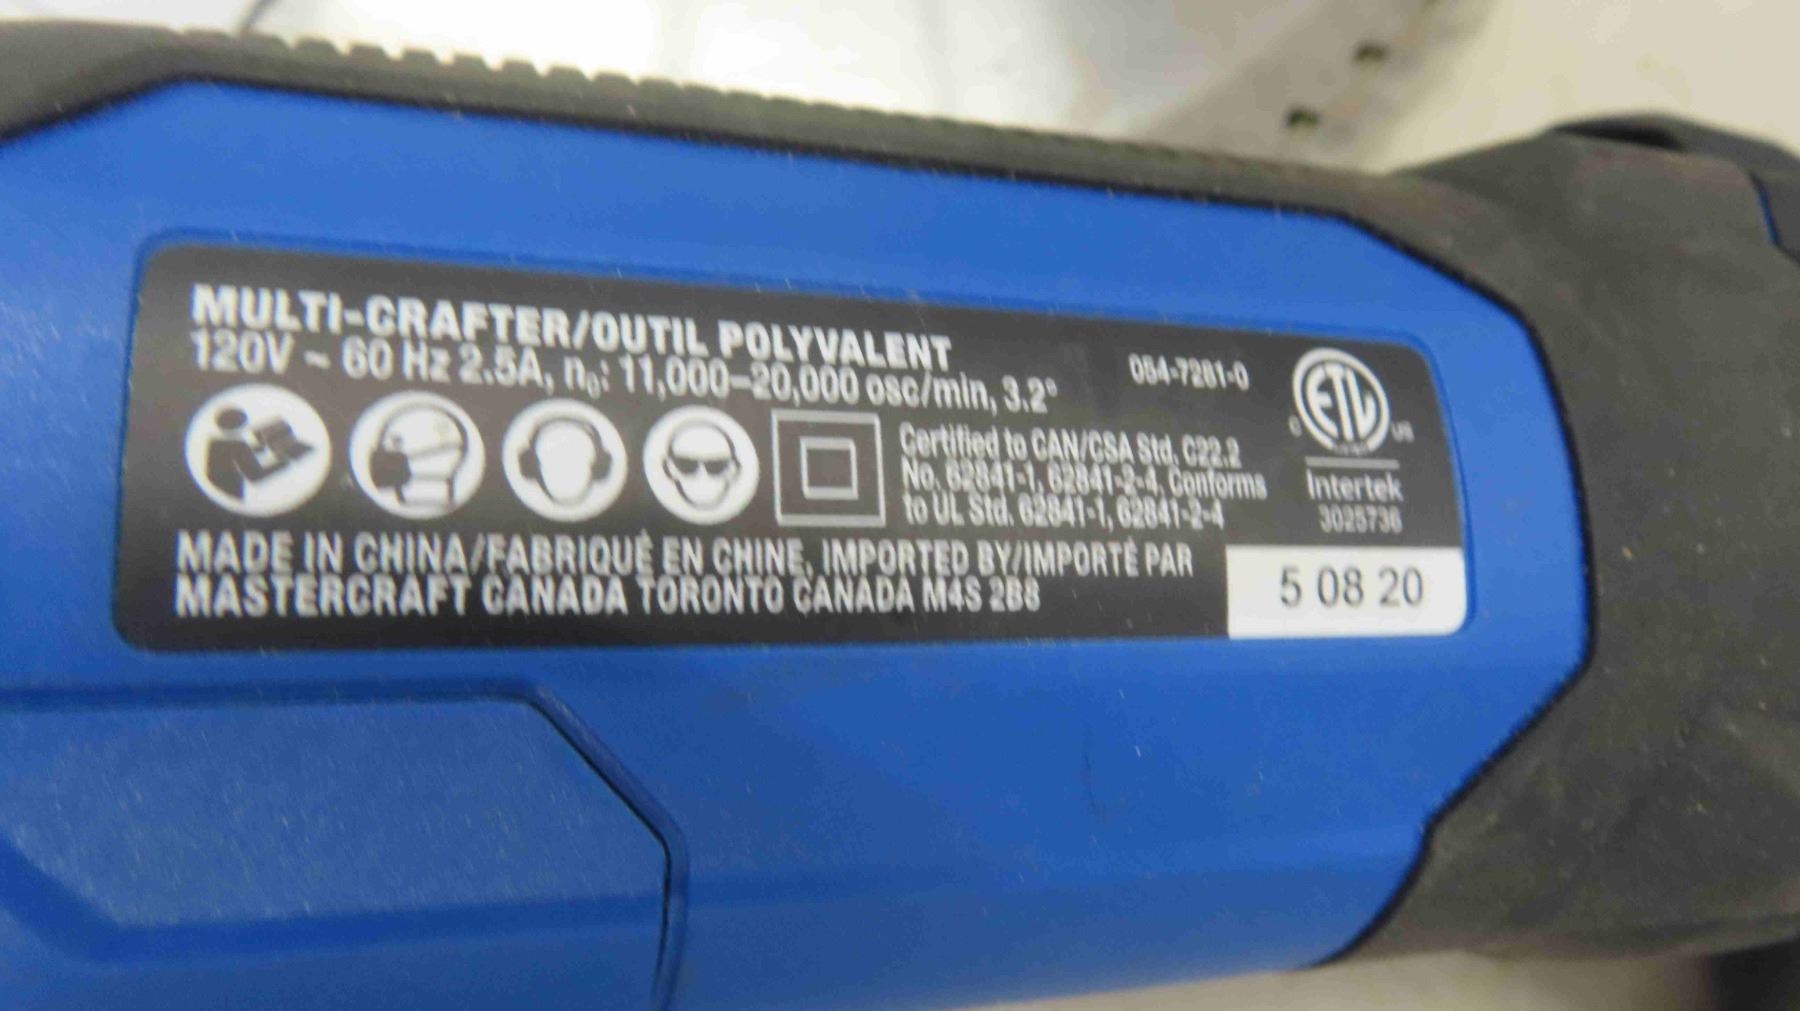 MULTI-CRAFTER/OUTIL POLYVALENT
120V ~ 60 Hz 2.5A, n₀: 11,000–20,000 osc/min, 3.2°
054-7281-0
Certified to CAN/CSA Std. C22.2
No. 62841-1, 62841-2-4, Conforms
to UL Std. 62841-1, 62841-2-4
C ETL US
Intertek
3025736
MADE IN CHINA/FABRIQUÉ EN CHINE, IMPORTED BY/IMPORTÉ PAR
MASTERCRAFT CANADA TORONTO CANADA M4S 2B8
5 08 20